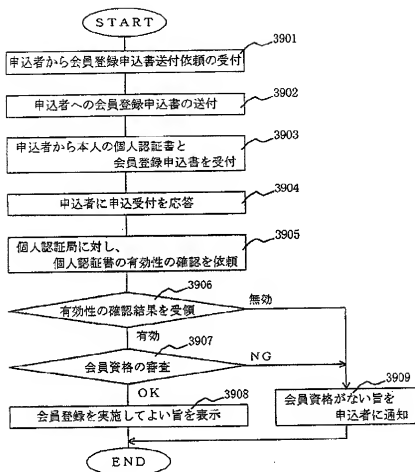 START
3901
申込者から会員登録申込書送付依頼の受付
3902
申込者への会員登録申込書の送付
3903
申込者から本人の個人認証書と
会員登録申込書を受付
3904
申込者に申込受付を応答
3905
個人認証局に対し、
個人認証書の有効性の確認を依頼
3906
有効性の確認結果を受領
無効
有効
3907
会員資格の審査
NG
OK
3908
会員登録を実施してよい旨を表示
3909
会員資格がない旨を
申込者に通知
END